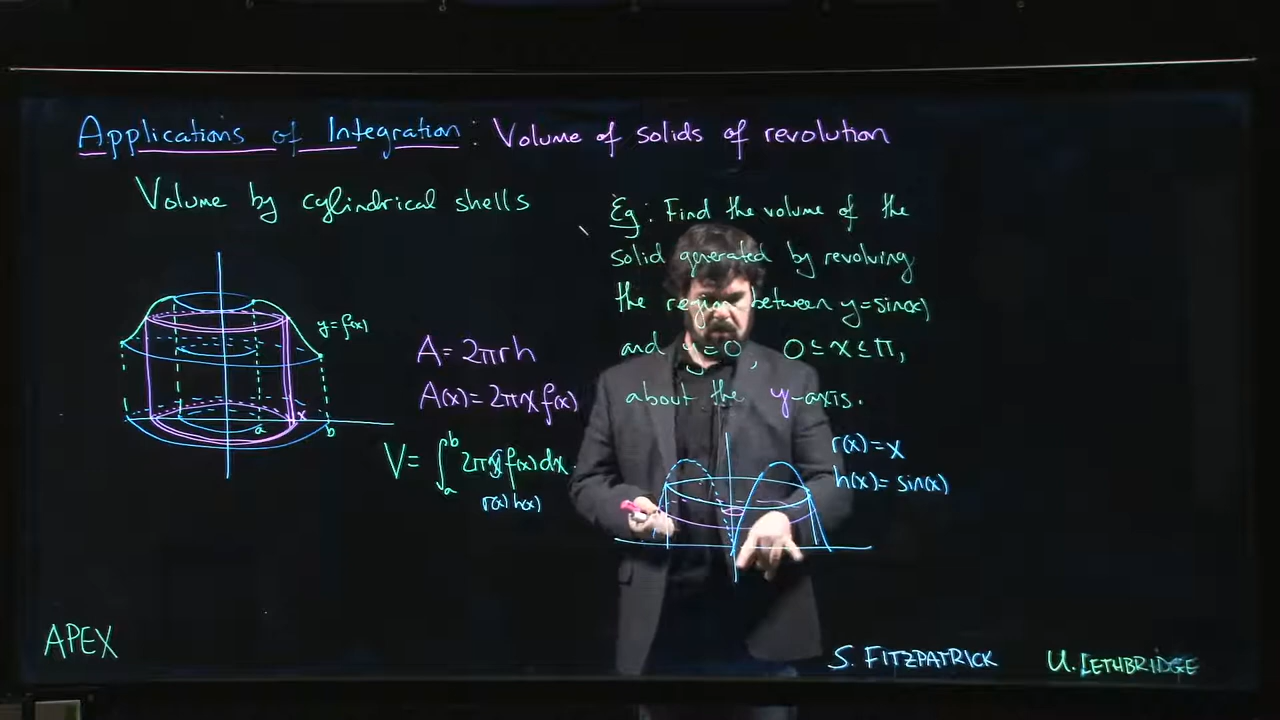 Applications of Integration: Volume of solids of revolution
Volume by cylindrical shells
y=f(x)
a
x
b
A=2πrh
A(x)=2πx f(x)
V=∫_a^b 2πx f(x)dx.
r(x) h(x)
Eg: Find the volume of the
solid generated by revolving
the region between y=sin(x)
and y=0, 0≤x≤π,
about the y-axis.
r(x)=x
h(x)=sin(x)
APEX
S. FITZPATRICK
U. LETHBRIDGE